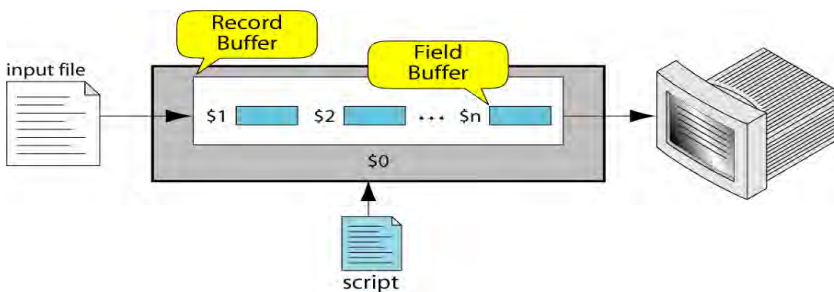 Record
Buffer
input file
Field
Buffer
$1
$2
...
$n
$0
script